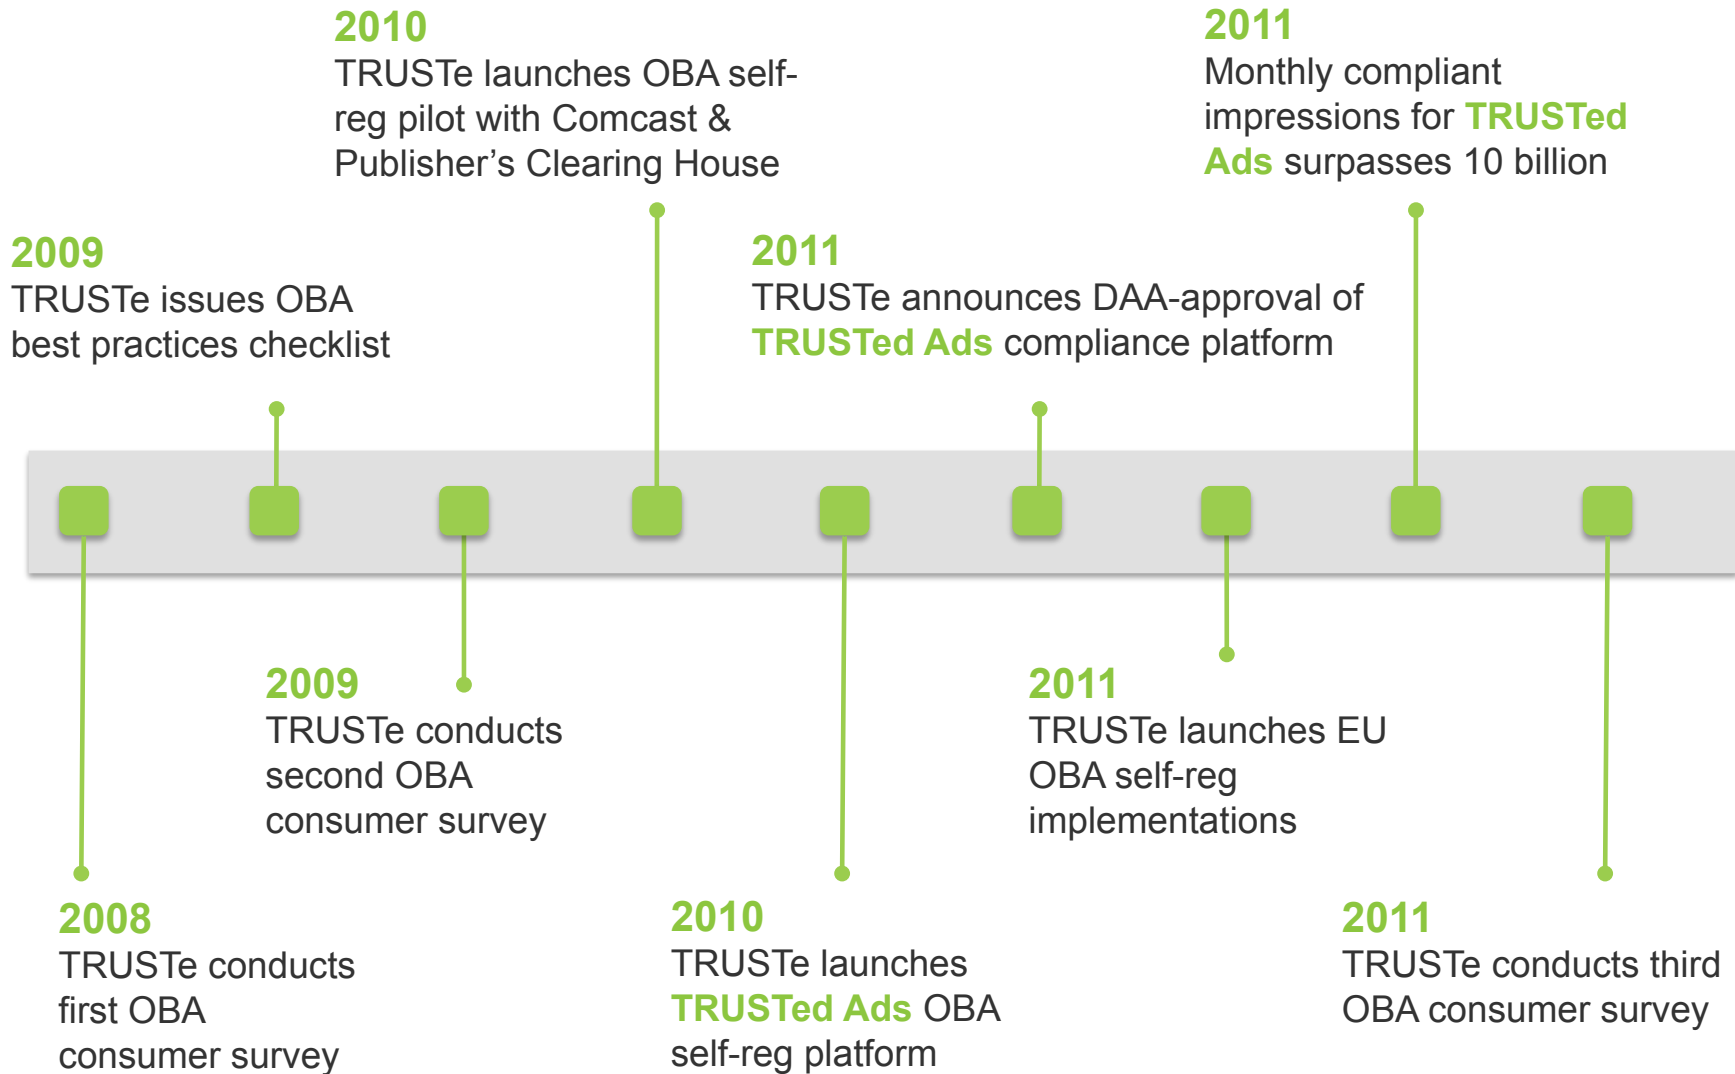 2010
TRUSTe launches OBA self-
reg pilot with Comcast &
Publisher’s Clearing House
2011
Monthly compliant
impressions for TRUSTed
Ads surpasses 10 billion
2009
TRUSTe issues OBA
best practices checklist
2011
TRUSTe announces DAA-approval of
TRUSTed Ads compliance platform
2009
TRUSTe conducts
second OBA
consumer survey
2011
TRUSTe launches EU
OBA self-reg
implementations
2008
TRUSTe conducts
first OBA
consumer survey
2010
TRUSTe launches
TRUSTed Ads OBA
self-reg platform
2011
TRUSTe conducts third
OBA consumer survey